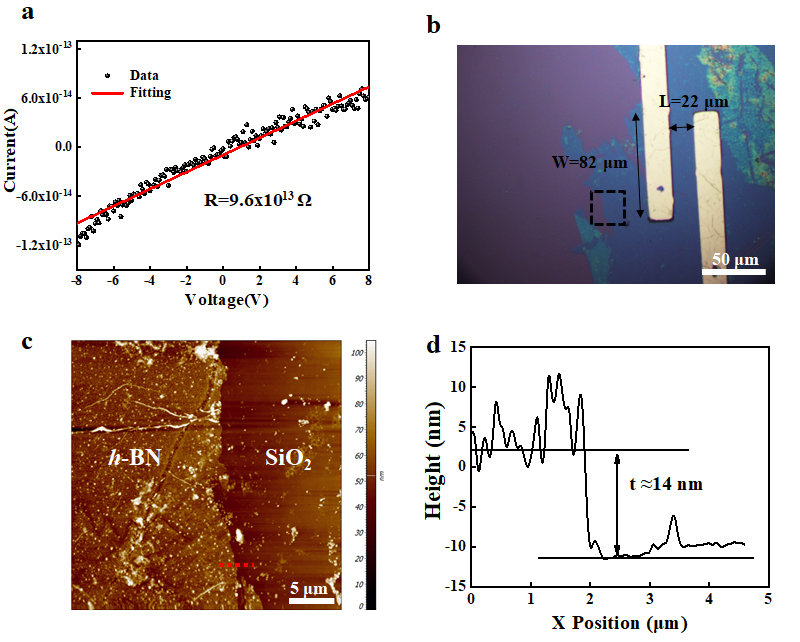 a
1.2x10⁻¹³
6.0x10⁻¹⁴
0.0
-6.0x10⁻¹⁴
-1.2x10⁻¹³
Current(A)
Data
Fitting
R=9.6x10¹³ Ω
-8 -6 -4 -2 0 2 4 6 8
Voltage(V)
b
L=22 μm
W=82 μm
50 μm
c
h-BN
SiO₂
5 μm
100
90
80
70
60
50
40
30
20
10
0
nm
d
15
10
5
0
-5
-10
-15
Height (nm)
t ≈14 nm
0 1 2 3 4 5
X Position (μm)